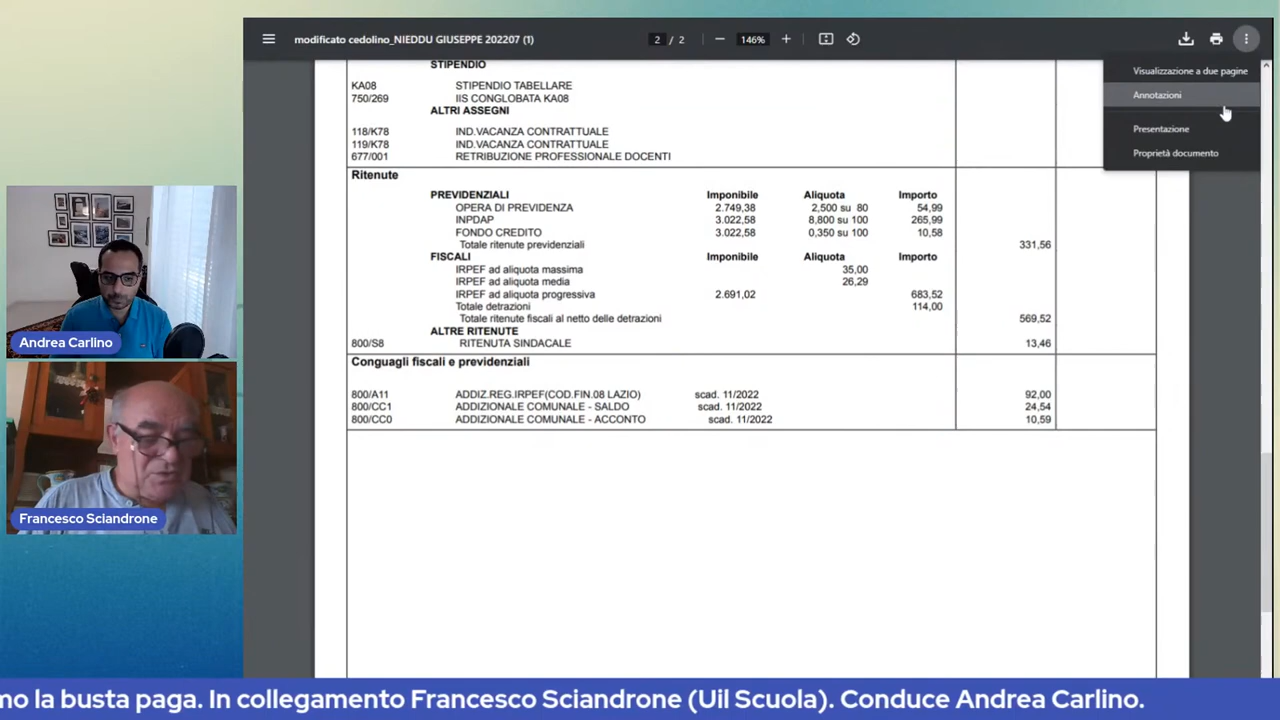 modificato cedolino_NIEDDU GIUSEPPE 202207 (1)
2 / 2
146%
Visualizzazione a due pagine
Annotazioni
Presentazione
Proprietà documento
STIPENDIO
KA08 STIPENDIO TABELLARE
750/269 IIS CONGLOBATA KA08
ALTRI ASSEGNI
118/K78 IND.VACANZA CONTRATTUALE
119/K78 IND.VACANZA CONTRATTUALE
677/001 RETRIBUZIONE PROFESSIONALE DOCENTI
Ritenute
PREVIDENZIALI Imponibile Aliquota Importo
OPERA DI PREVIDENZA 2.749,38 2,500 su 80 54,99
INPDAP 3.022,58 8,800 su 100 265,99
FONDO CREDITO 3.022,58 0,350 su 100 10,58
Totale ritenute previdenziali 331,56
FISCALI Imponibile Aliquota Importo
IRPEF ad aliquota massima 35,00
IRPEF ad aliquota media 26,29
IRPEF ad aliquota progressiva 2.691,02 683,52
Totale detrazioni 114,00
Totale ritenute fiscali al netto delle detrazioni 569,52
ALTRE RITENUTE
800/S8 RITENUTA SINDACALE 13,46
Conguagli fiscali e previdenziali
800/A11 ADDIZ.REG.IRPEF(COD.FIN.08 LAZIO) scad. 11/2022 92,00
800/CC1 ADDIZIONALE COMUNALE - SALDO scad. 11/2022 24,54
800/CC0 ADDIZIONALE COMUNALE - ACCONTO scad. 11/2022 10,59
Andrea Carlino
Francesco Sciandrone
mo la busta paga. In collegamento Francesco Sciandrone (Uil Scuola). Conduce Andrea Carlino.